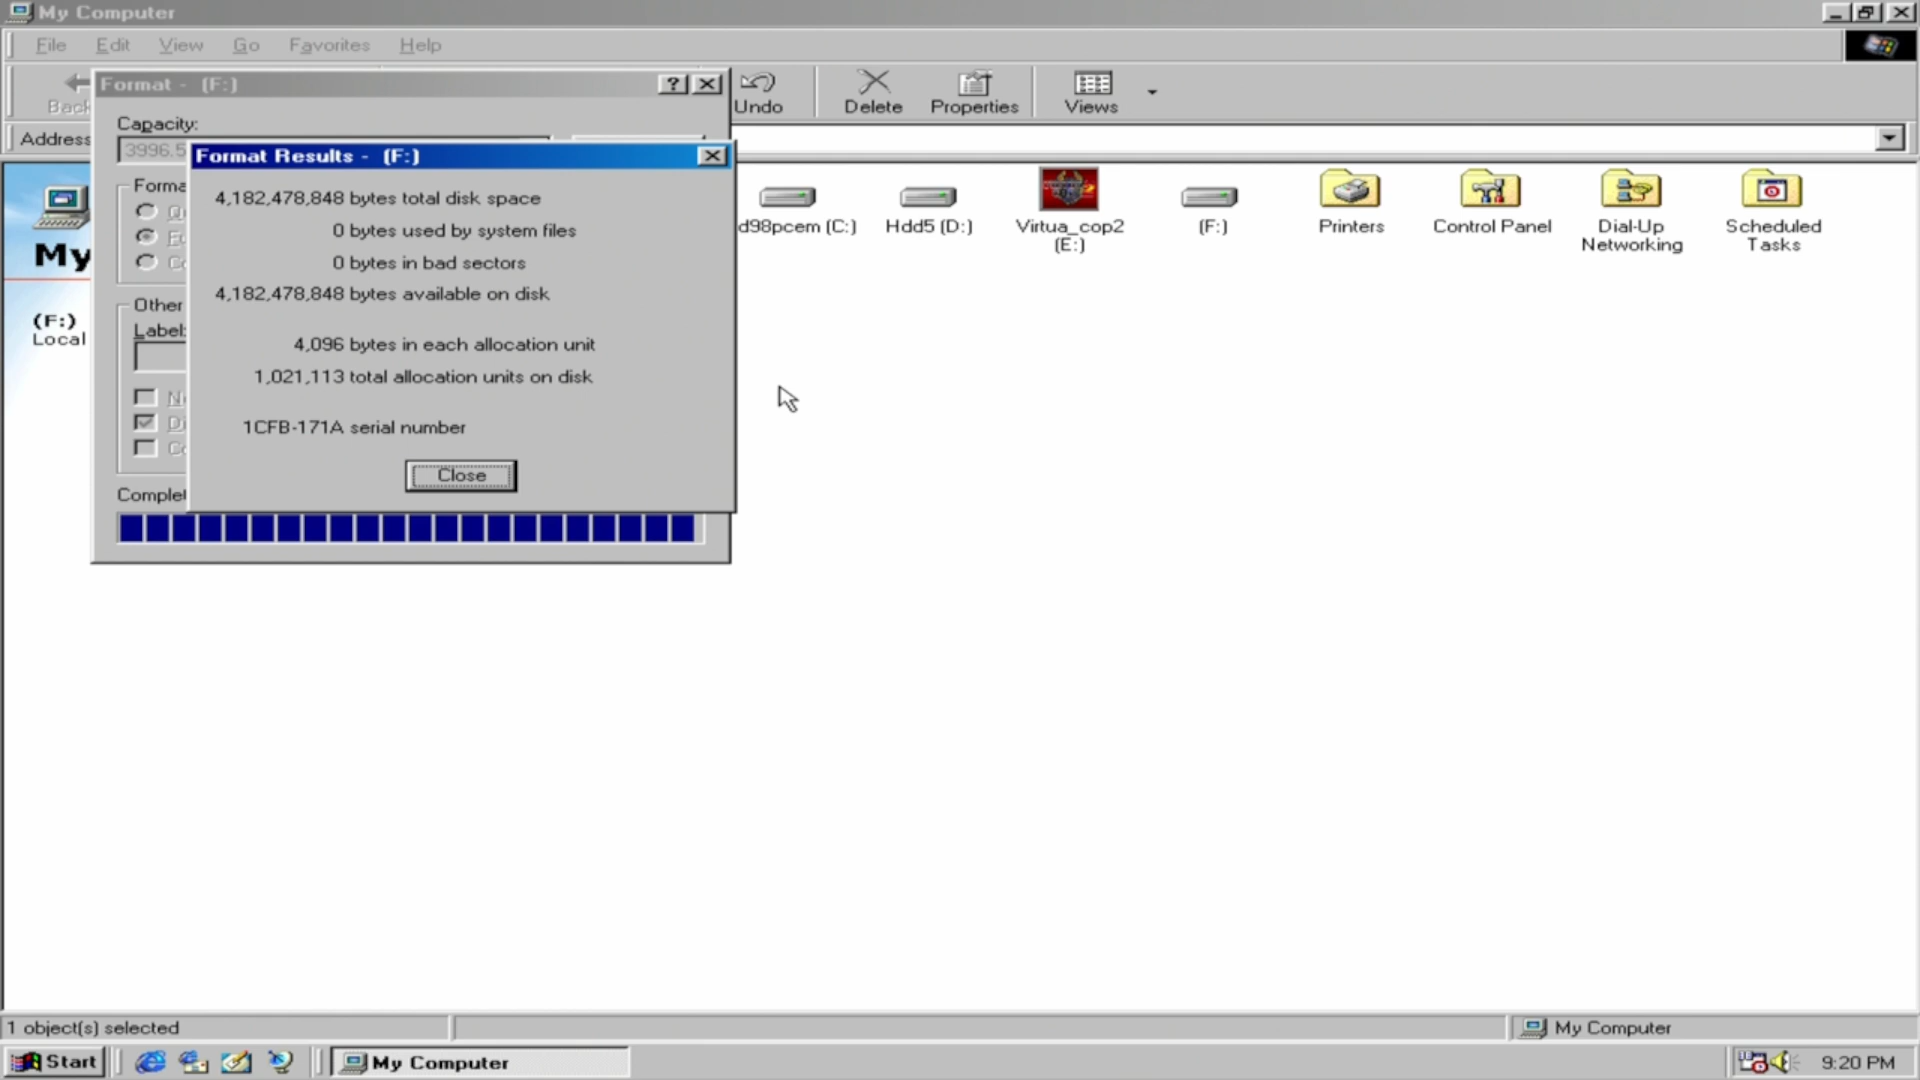 My Computer
File Edit View Go Favorites Help
Back Undo Delete Properties Views
Address
Format - (F:)
Capacity:
3996.5
Format Results - (F:)
4,182,478,848 bytes total disk space
0 bytes used by system files
0 bytes in bad sectors
4,182,478,848 bytes available on disk
4,096 bytes in each allocation unit
1,021,113 total allocation units on disk
1CFB-171A serial number
Close
Forma
Other
Label:
Complet
My
(F:)
Local
d98pcem (C:)
Hdd5 (D:)
Virtua_cop2
(E:)
(F:)
Printers
Control Panel
Dial-Up
Networking
Scheduled
Tasks
1 object(s) selected
My Computer
Start
My Computer
9:20 PM